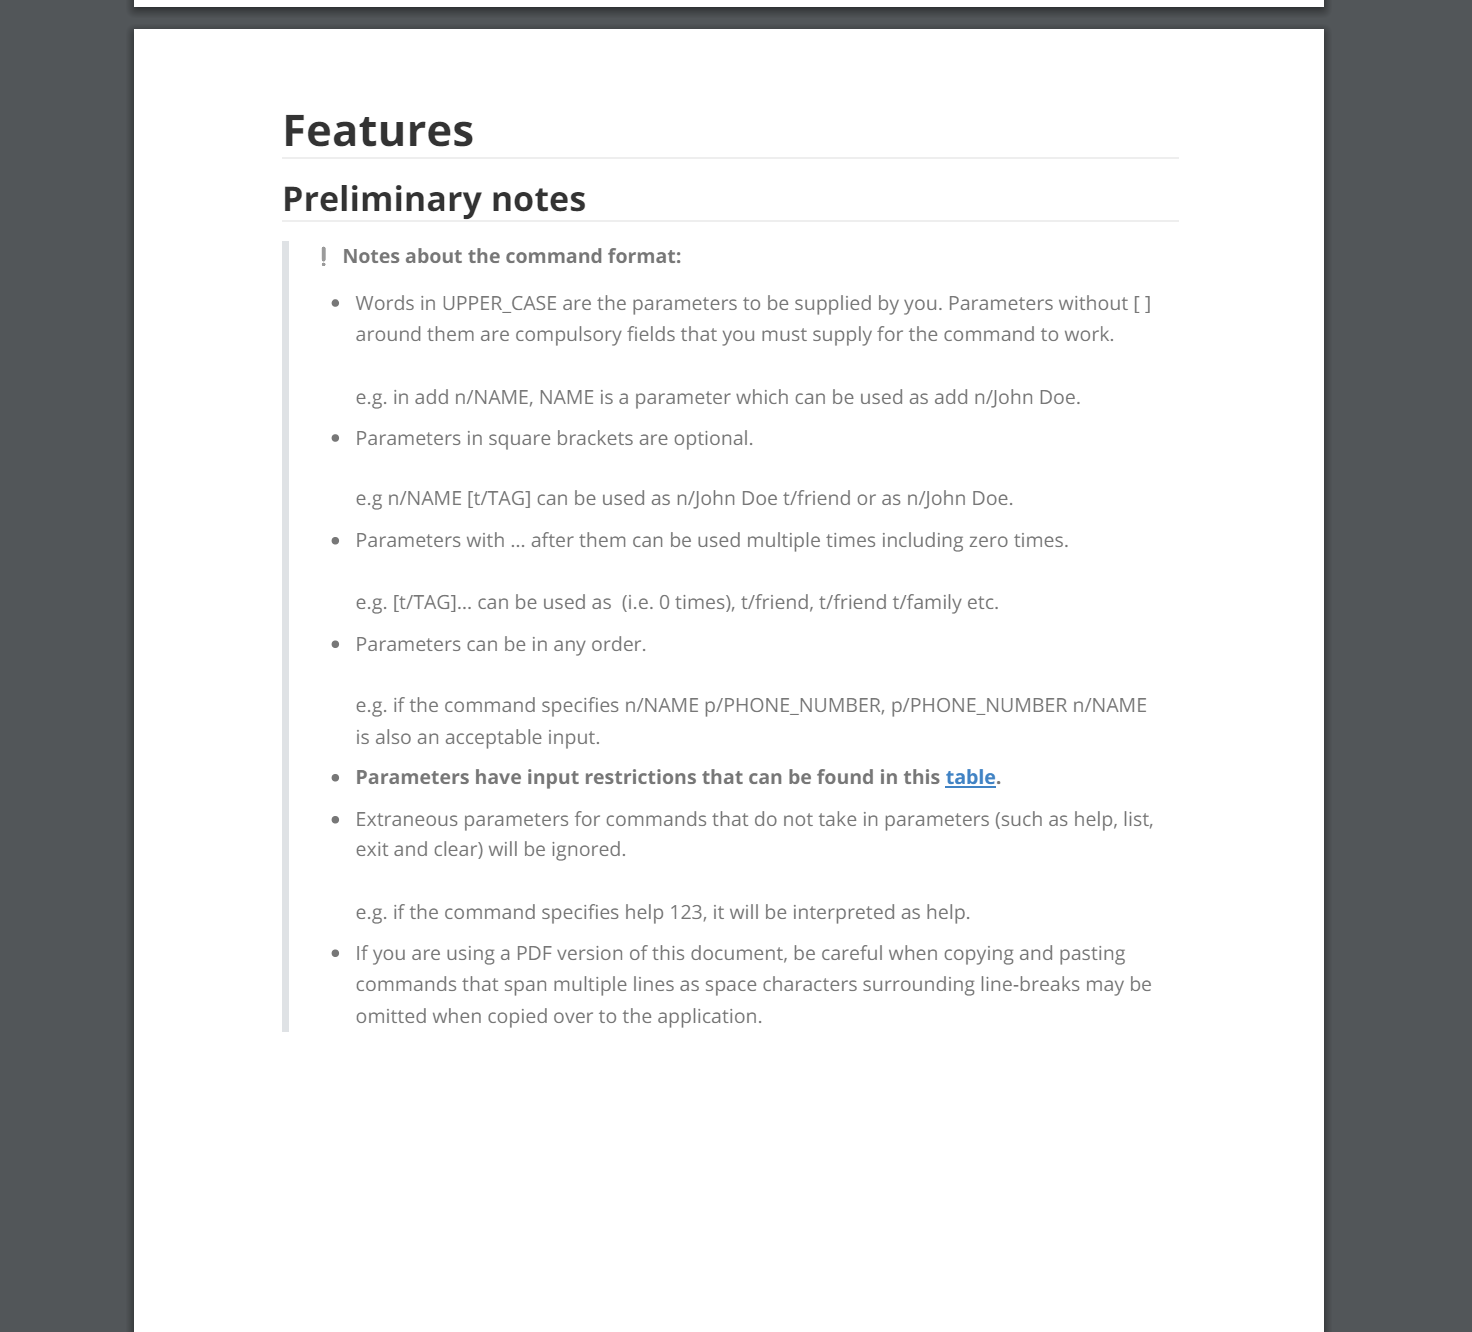 Features
Preliminary notes
❕ Notes about the command format:
• Words in UPPER_CASE are the parameters to be supplied by you. Parameters without [ ]
around them are compulsory fields that you must supply for the command to work.
e.g. in add n/NAME, NAME is a parameter which can be used as add n/John Doe.
• Parameters in square brackets are optional.
e.g n/NAME [t/TAG] can be used as n/John Doe t/friend or as n/John Doe.
• Parameters with … after them can be used multiple times including zero times.
e.g. [t/TAG]… can be used as  (i.e. 0 times), t/friend, t/friend t/family etc.
• Parameters can be in any order.
e.g. if the command specifies n/NAME p/PHONE_NUMBER, p/PHONE_NUMBER n/NAME
is also an acceptable input.
• Parameters have input restrictions that can be found in this table.
• Extraneous parameters for commands that do not take in parameters (such as help, list,
exit and clear) will be ignored.
e.g. if the command specifies help 123, it will be interpreted as help.
• If you are using a PDF version of this document, be careful when copying and pasting
commands that span multiple lines as space characters surrounding line-breaks may be
omitted when copied over to the application.